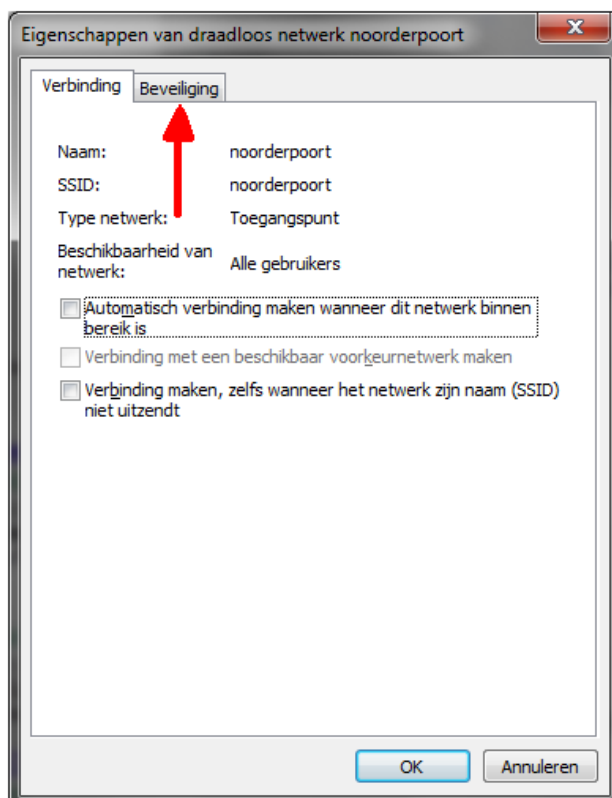 Eigenschappen van draadloos netwerk noorderpoort
Verbinding
Beveiliging
Naam: noorderpoort
SSID: noorderpoort
Type netwerk: Toegangspunt
Beschikbaarheid van
netwerk: Alle gebruikers
Automatisch verbinding maken wanneer dit netwerk binnen
bereik is
Verbinding met een beschikbaar voorkeurnetwerk maken
Verbinding maken, zelfs wanneer het netwerk zijn naam (SSID)
niet uitzendt
OK
Annuleren